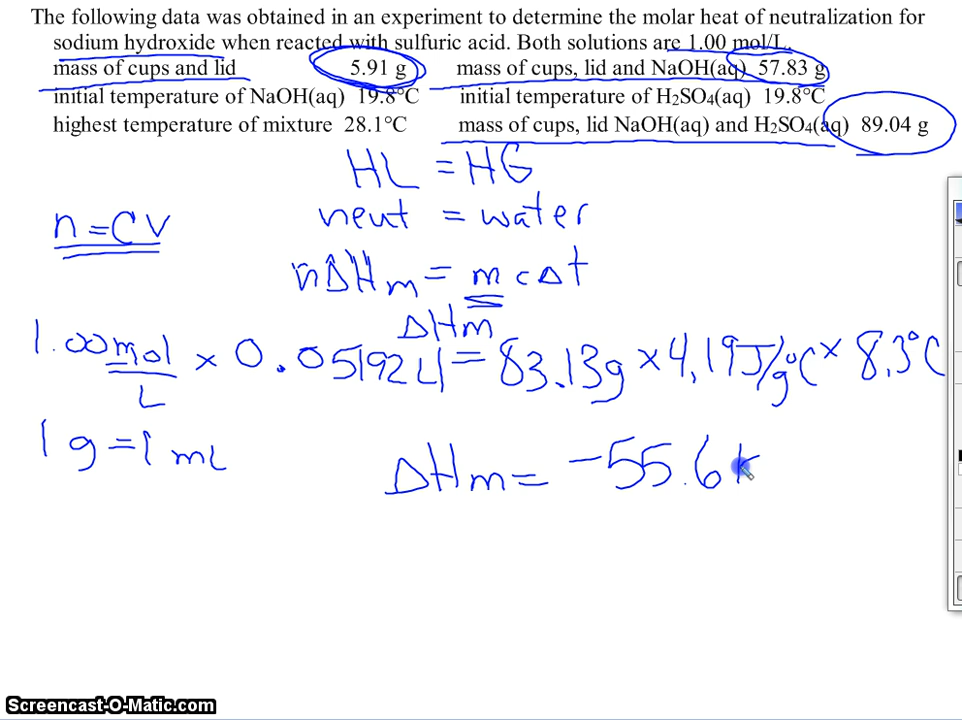 The following data was obtained in an experiment to determine the molar heat of neutralization for
sodium hydroxide when reacted with sulfuric acid. Both solutions are 1.00 mol/L.
mass of cups and lid 5.91 g mass of cups, lid and NaOH(aq) 57.83 g
initial temperature of NaOH(aq) 19.8°C initial temperature of H2SO4(aq) 19.8°C
highest temperature of mixture 28.1°C mass of cups, lid NaOH(aq) and H2SO4(aq) 89.04 g
HL = HG
n = CV neut = water
nΔHm = mcΔt
ΔHm
1.00 mol/L × 0.05192 L = 83.13g × 4.19 J/g°C × 8.3°C
1 g = 1 mL
ΔHm = -55.6k
Screencast-O-Matic.com